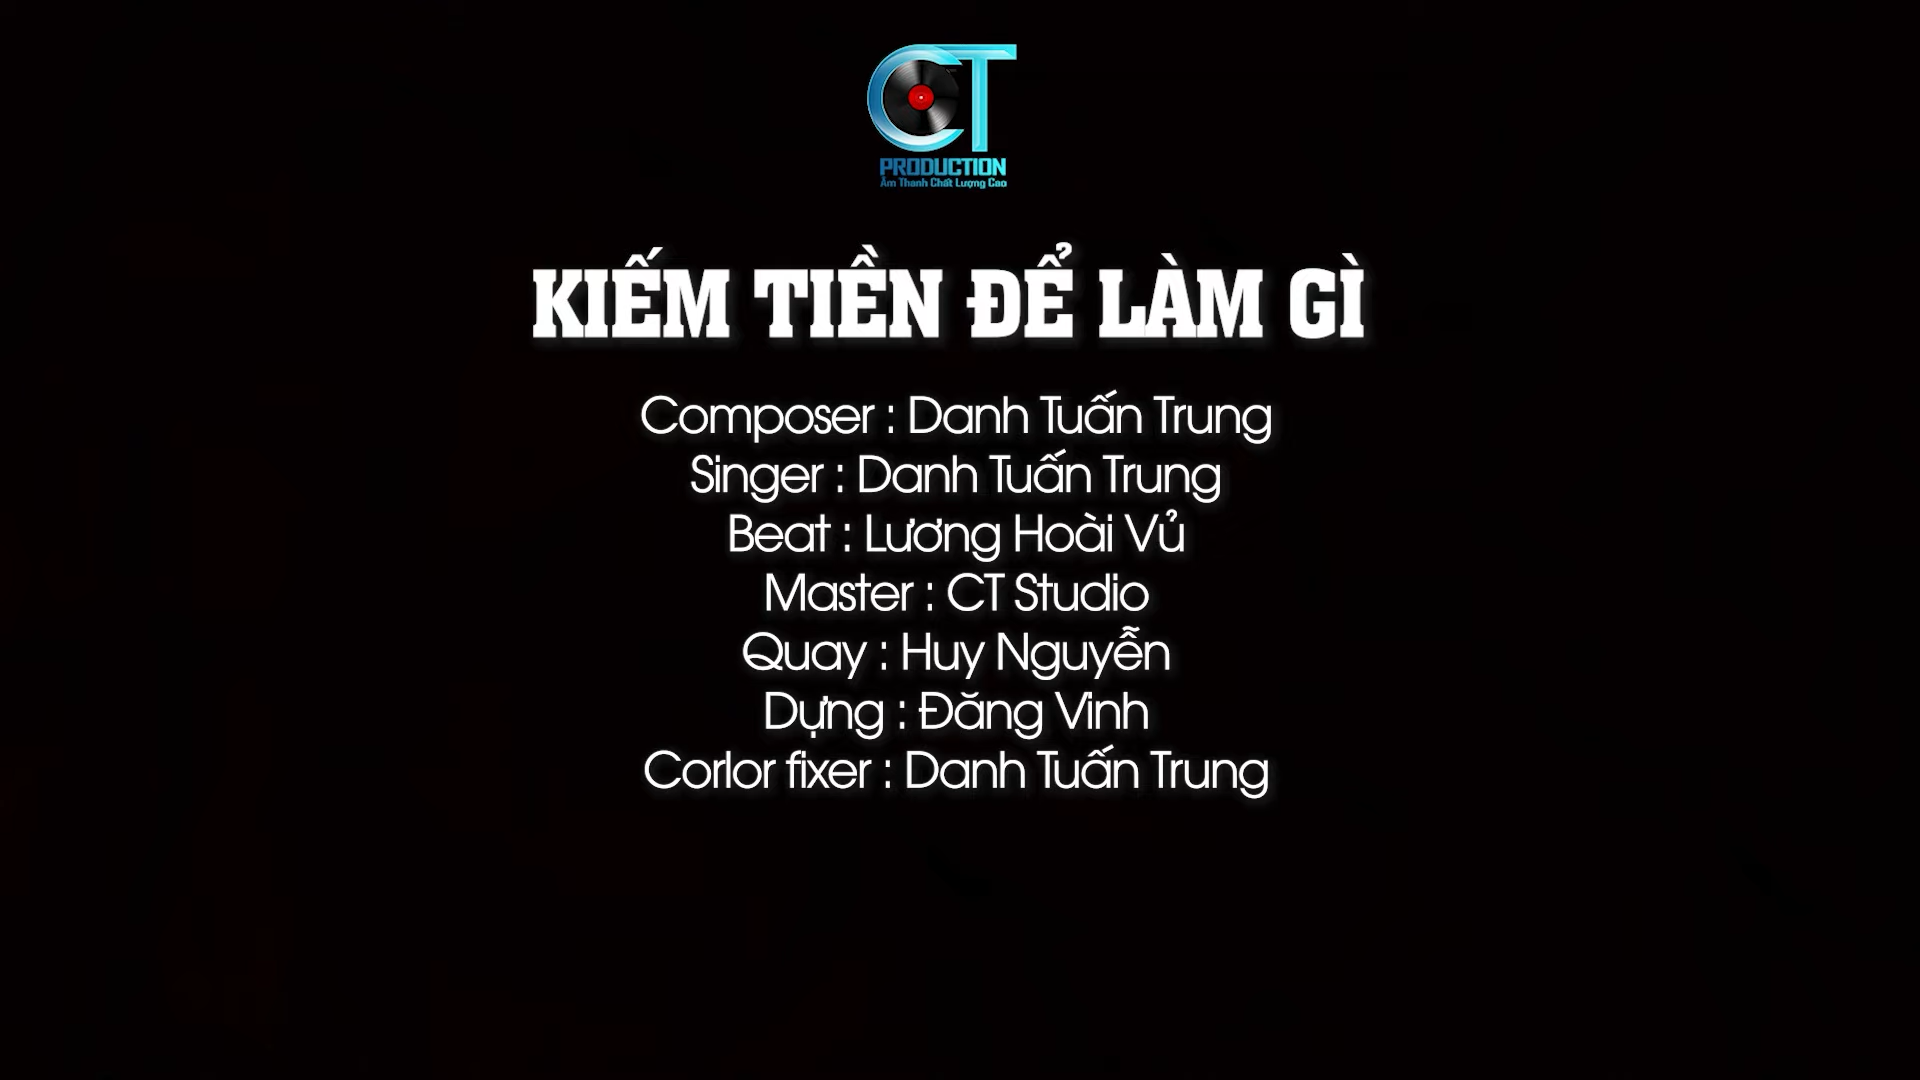 CT
PRODUCTION
Âm Thanh Chất Lượng Cao
KIẾM TIỀN ĐỂ LÀM GÌ
Composer : Danh Tuấn Trung
Singer : Danh Tuấn Trung
Beat : Lương Hoài Vủ
Master : CT Studio
Quay : Huy Nguyễn
Dựng : Đăng Vinh
Corlor fixer : Danh Tuấn Trung